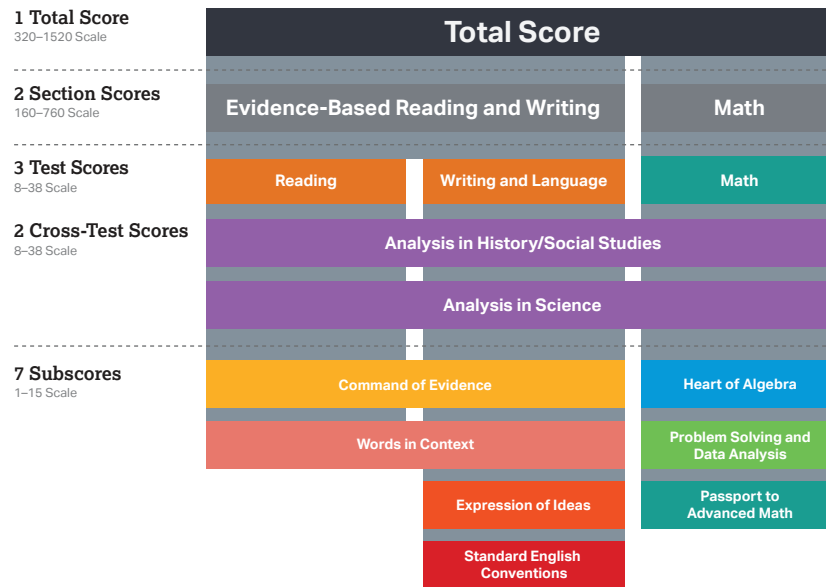 1 Total Score
320–1520 Scale
Total Score
2 Section Scores
160–760 Scale
Evidence-Based Reading and Writing
Math
3 Test Scores
8–38 Scale
Reading
Writing and Language
Math
2 Cross-Test Scores
8–38 Scale
Analysis in History/Social Studies
Analysis in Science
7 Subscores
1–15 Scale
Command of Evidence
Heart of Algebra
Words in Context
Problem Solving and
Data Analysis
Expression of Ideas
Passport to
Advanced Math
Standard English
Conventions